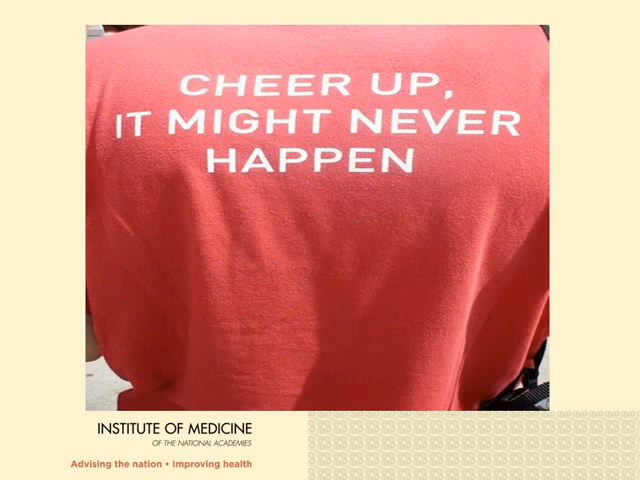 CHEER UP,
IT MIGHT NEVER
HAPPEN
INSTITUTE OF MEDICINE
OF THE NATIONAL ACADEMIES
Advising the nation • Improving health